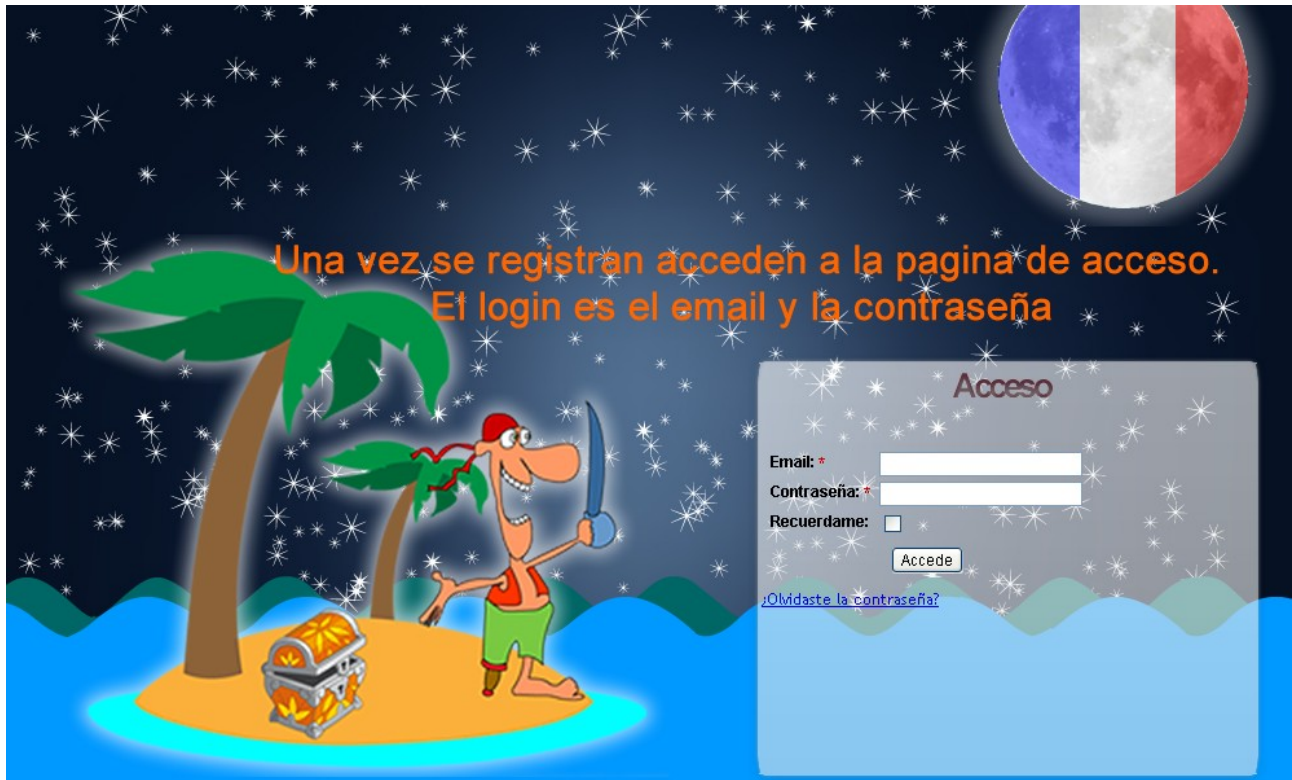 Una vez se registran acceden a la pagina de acceso.
El login es el email y la contraseña
Acceso
Email: *
Contraseña: *
Recuerdame:
Accede
¿Olvidaste la contraseña?